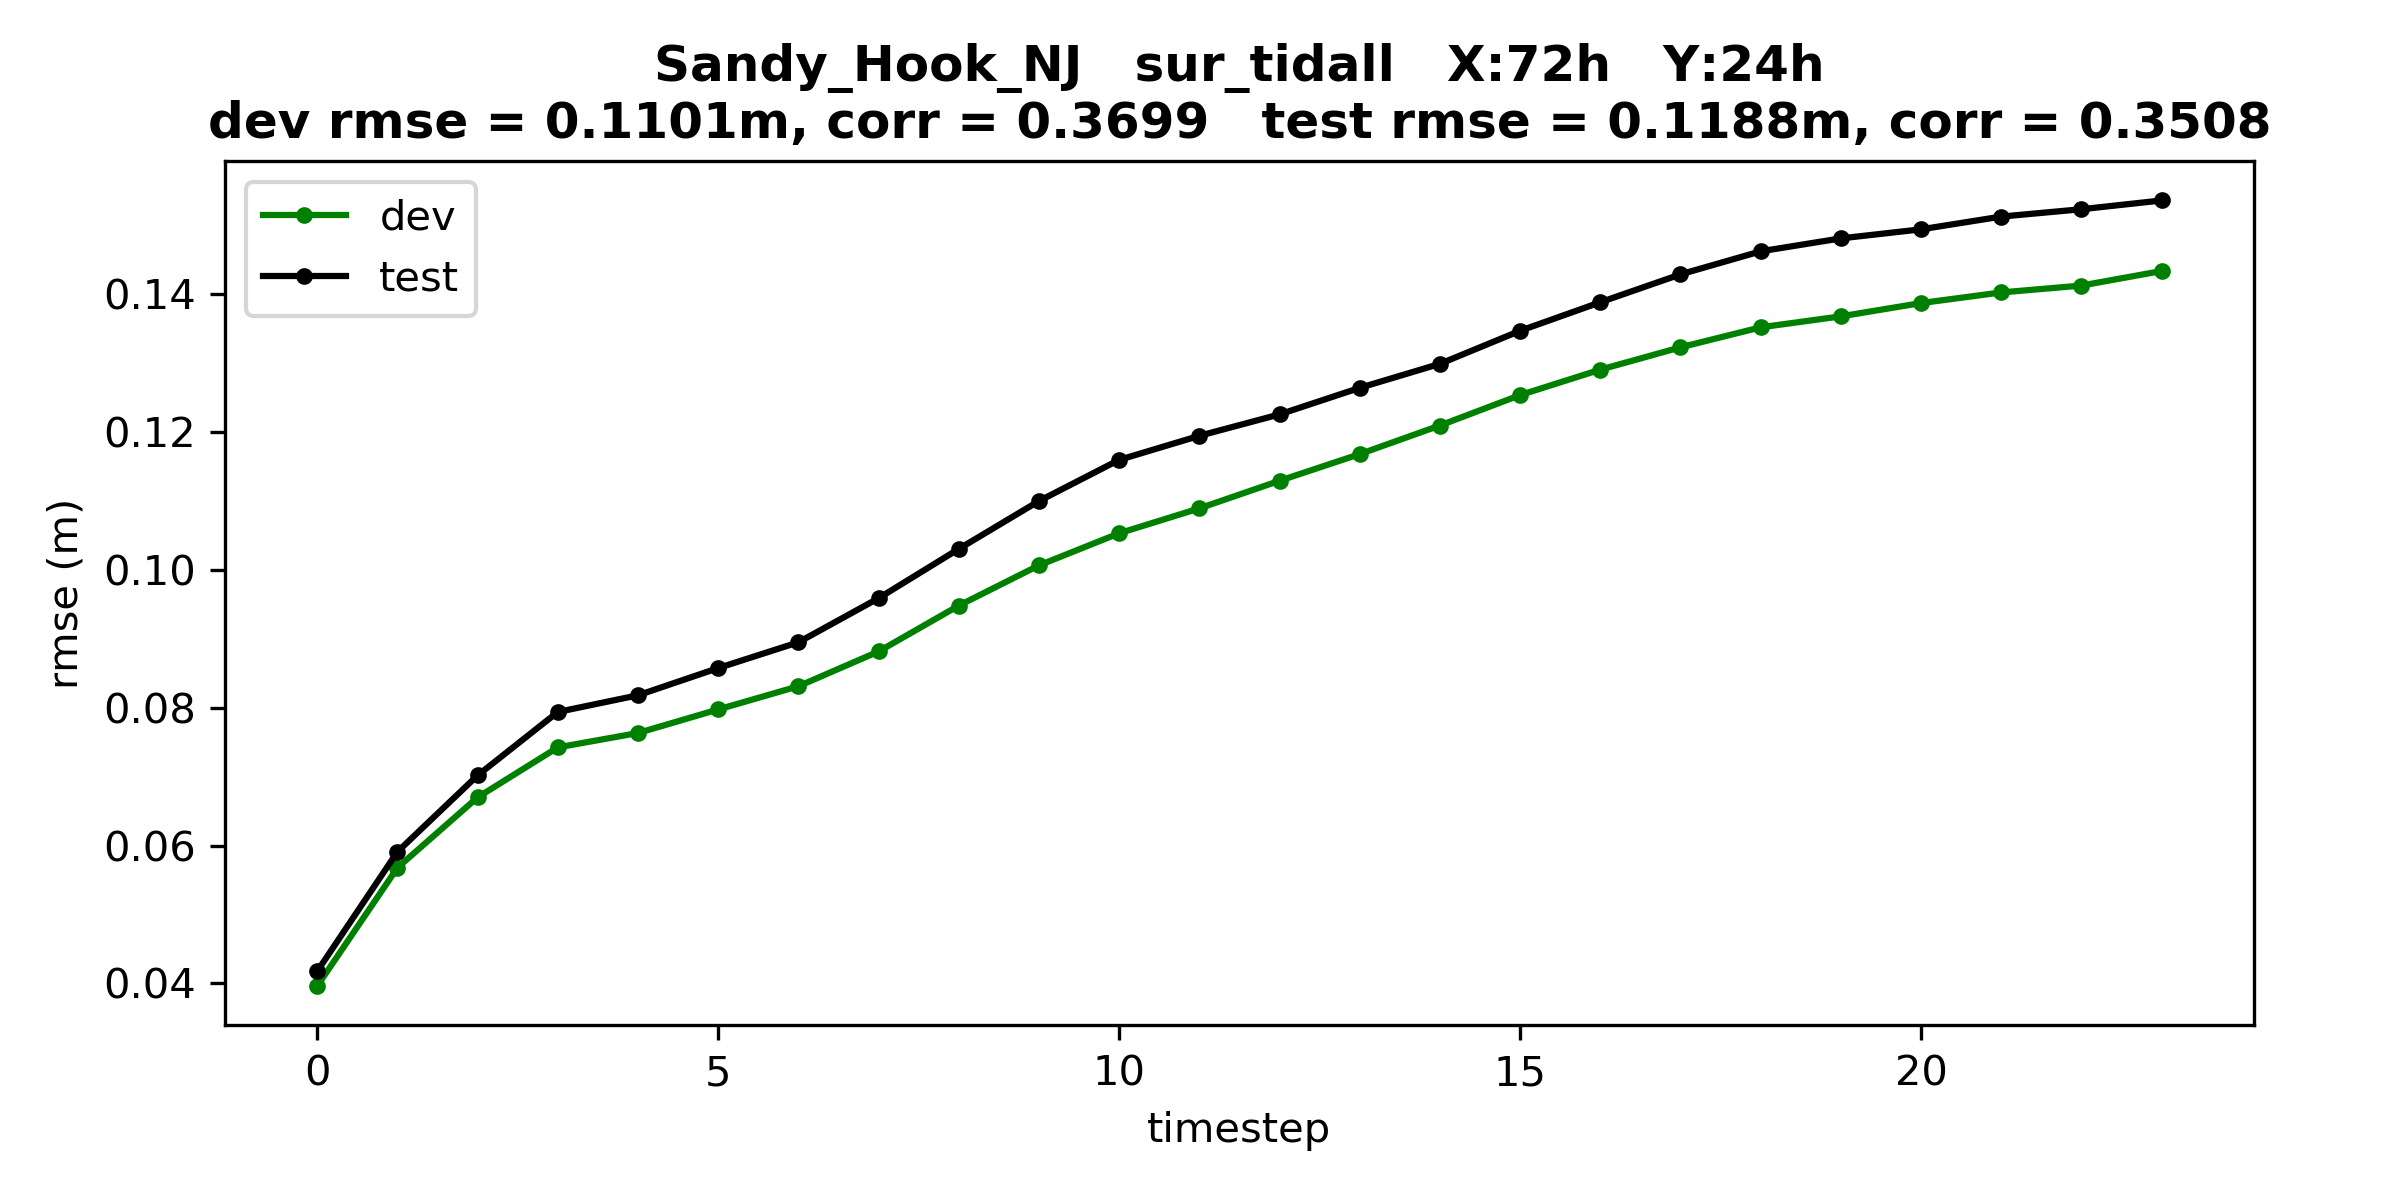 Sandy_Hook_NJ   sur_tidall   X:72h   Y:24h
dev rmse = 0.1101m, corr = 0.3699   test rmse = 0.1188m, corr = 0.3508
dev
test
0.14
0.12
0.10
0.08
0.06
0.04
rmse (m)
0 5 10 15 20
timestep